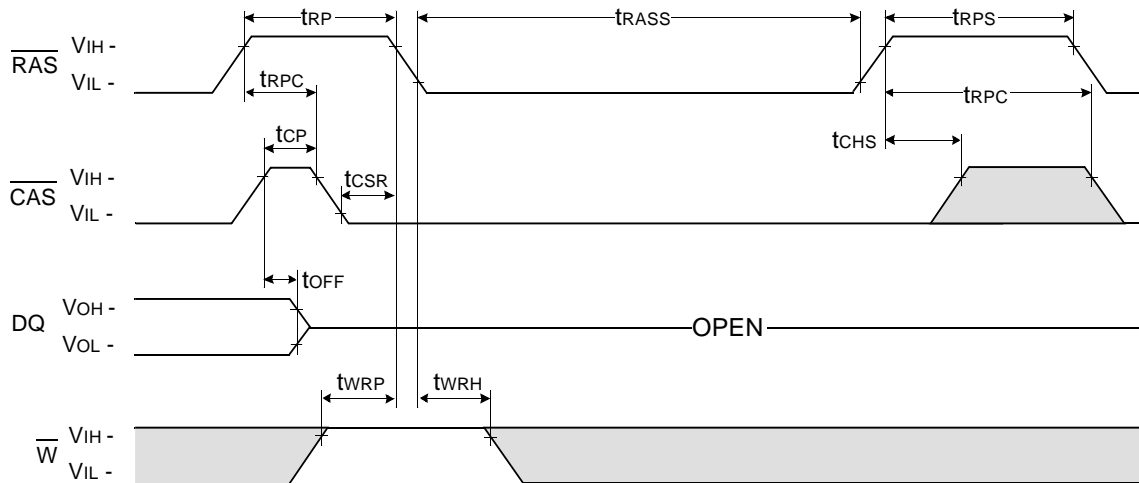 tRP
tRASS
tRPS
RAS
VIH -
VIL -
tRPC
tRPC
tCP
tCHS
CAS
VIH -
VIL -
tCSR
tOFF
DQ
VOH -
VOL -
OPEN
tWRP
tWRH
W
VIH -
VIL -